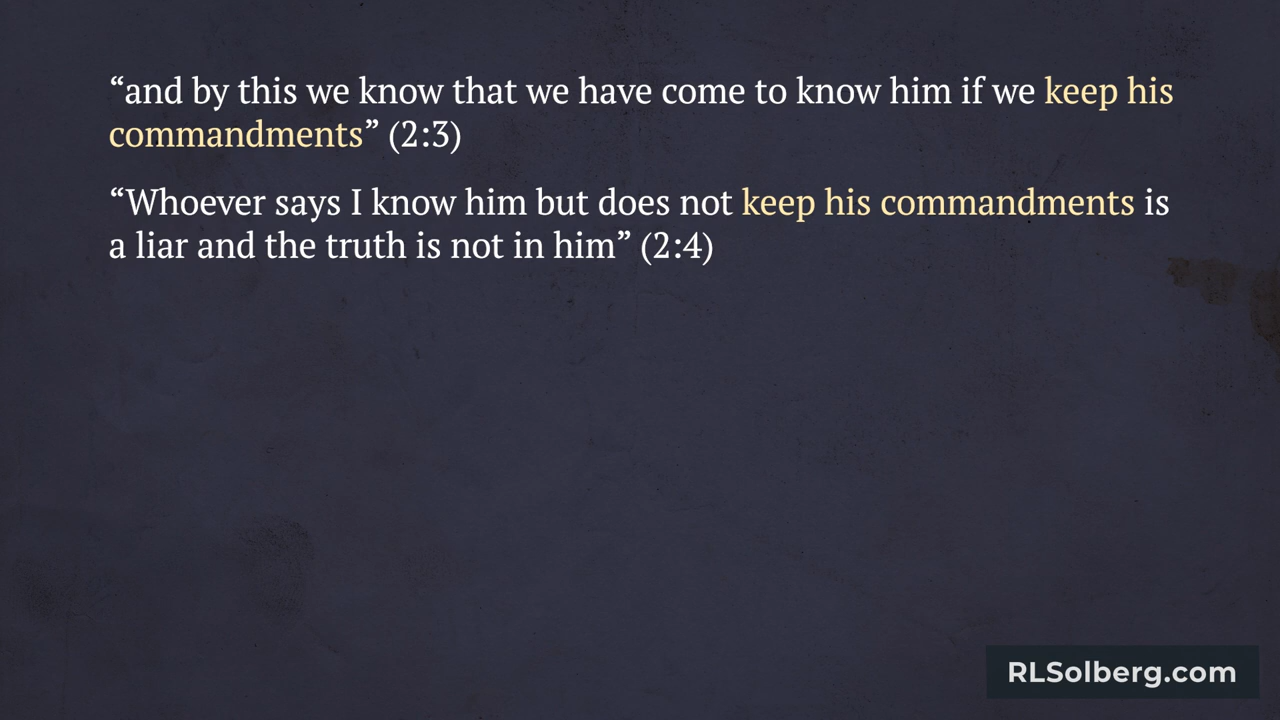 “and by this we know that we have come to know him if we keep his
commandments” (2:3)
“Whoever says I know him but does not keep his commandments is
a liar and the truth is not in him” (2:4)
RLSolberg.com